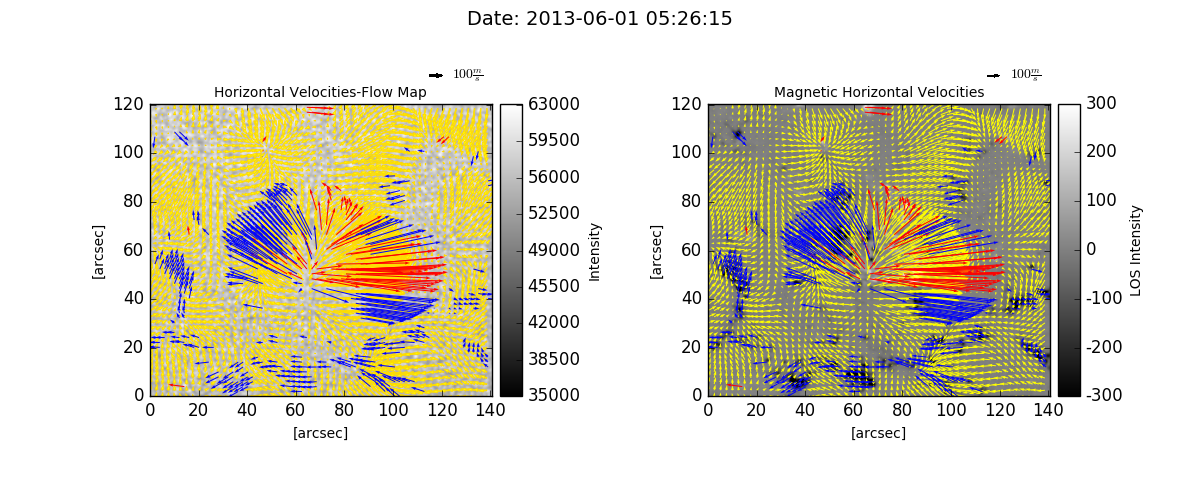 Date: 2013-06-01 05:26:15
100 m/s
100 m/s
Horizontal Velocities-Flow Map
Magnetic Horizontal Velocities
120
100
80
60
40
20
0
[arcsec]
0 20 40 60 80 100 120 140
[arcsec]
63000
59500
56000
52500
49000
45500
42000
38500
35000
Intensity
120
100
80
60
40
20
0
[arcsec]
0 20 40 60 80 100 120 140
[arcsec]
300
200
100
0
-100
-200
-300
LOS Intensity